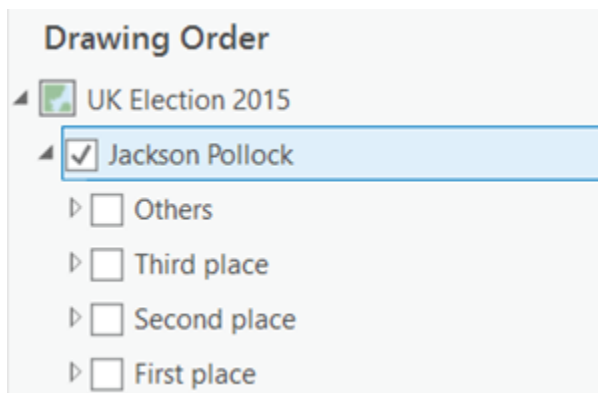 Drawing Order
UK Election 2015
Jackson Pollock
Others
Third place
Second place
First place